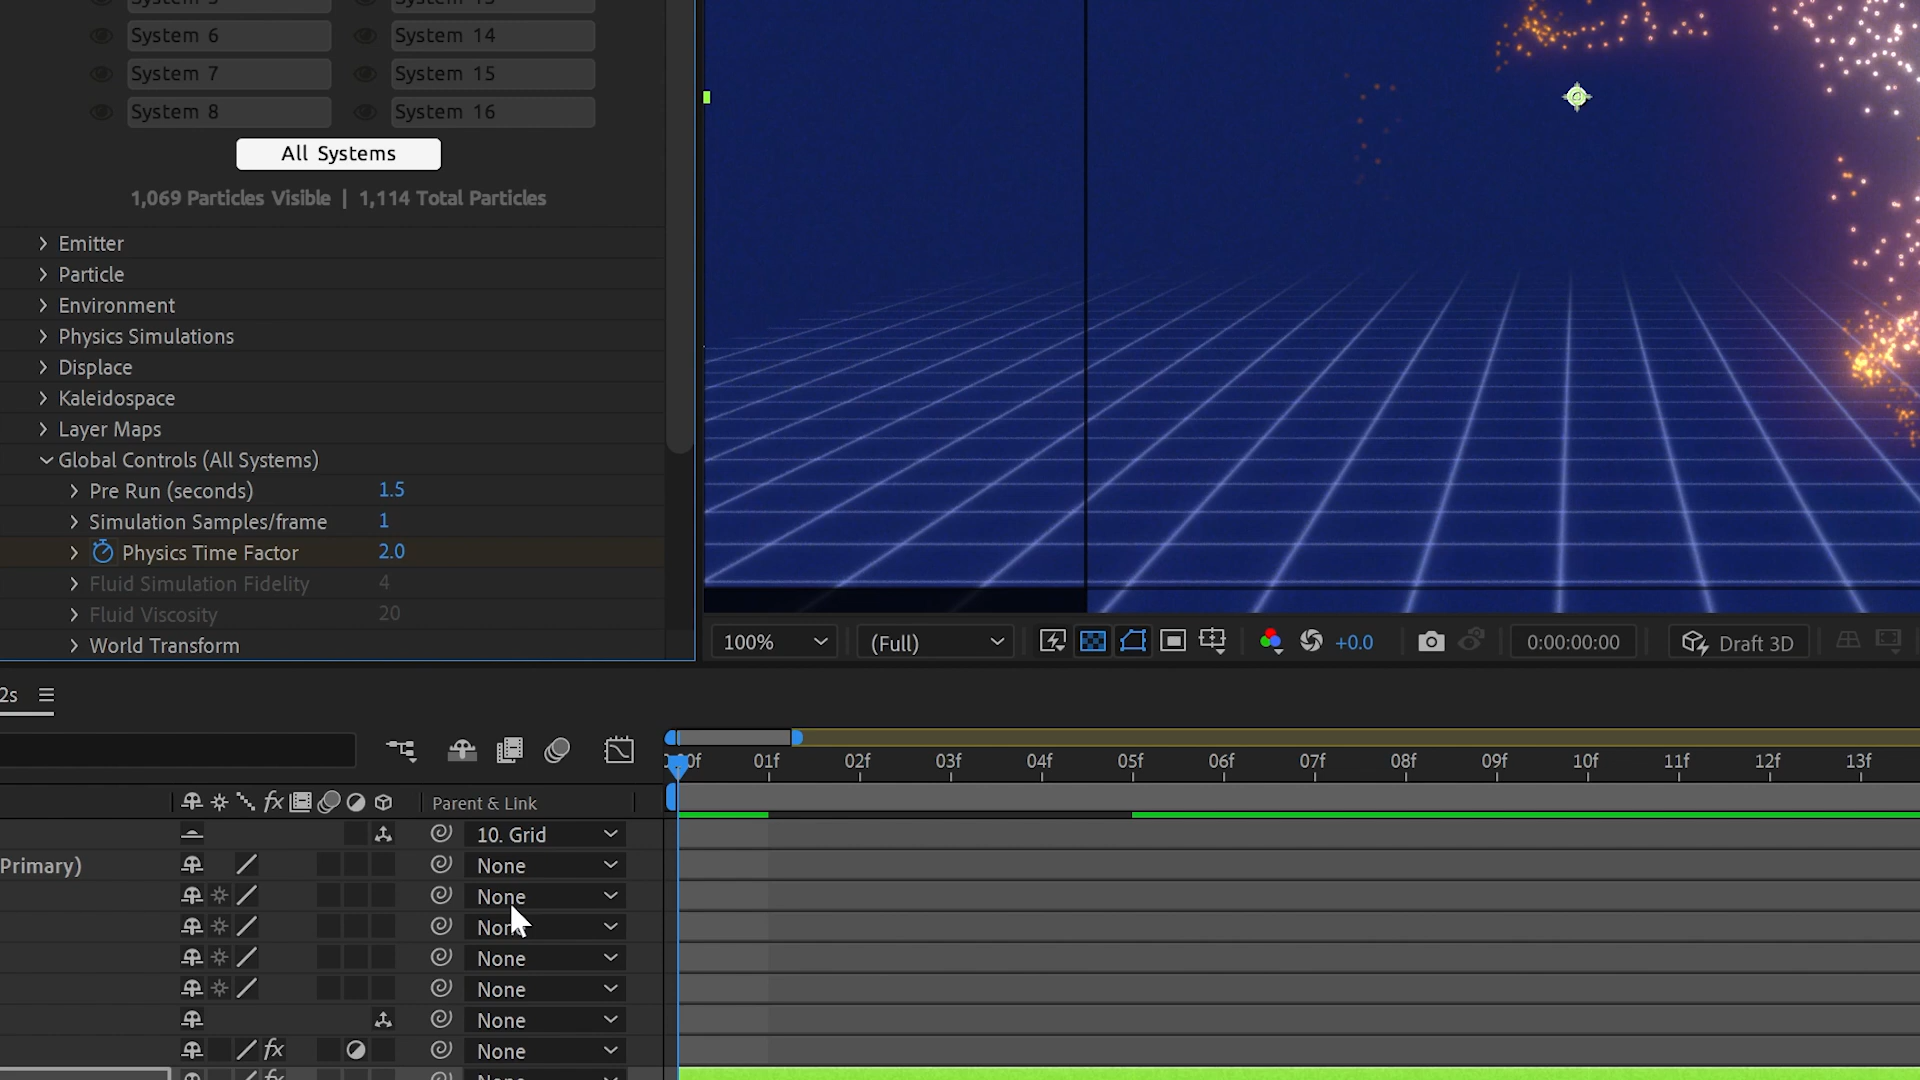 System 6
System 14
System 7
System 15
System 8
System 16
All Systems
1,069 Particles Visible | 1,114 Total Particles
Emitter
Particle
Environment
Physics Simulations
Displace
Kaleidospace
Layer Maps
Global Controls (All Systems)
Pre Run (seconds) 1.5
Simulation Samples/frame 1
Physics Time Factor 2.0
Fluid Simulation Fidelity 4
Fluid Viscosity 20
World Transform
100% (Full) +0.0 0:00:00:00 Draft 3D
2s
01f 02f 03f 04f 05f 06f 07f 08f 09f 10f 11f 12f 13f
fx Parent & Link
10. Grid
Primary) None
None
None
None
None
None
fx None